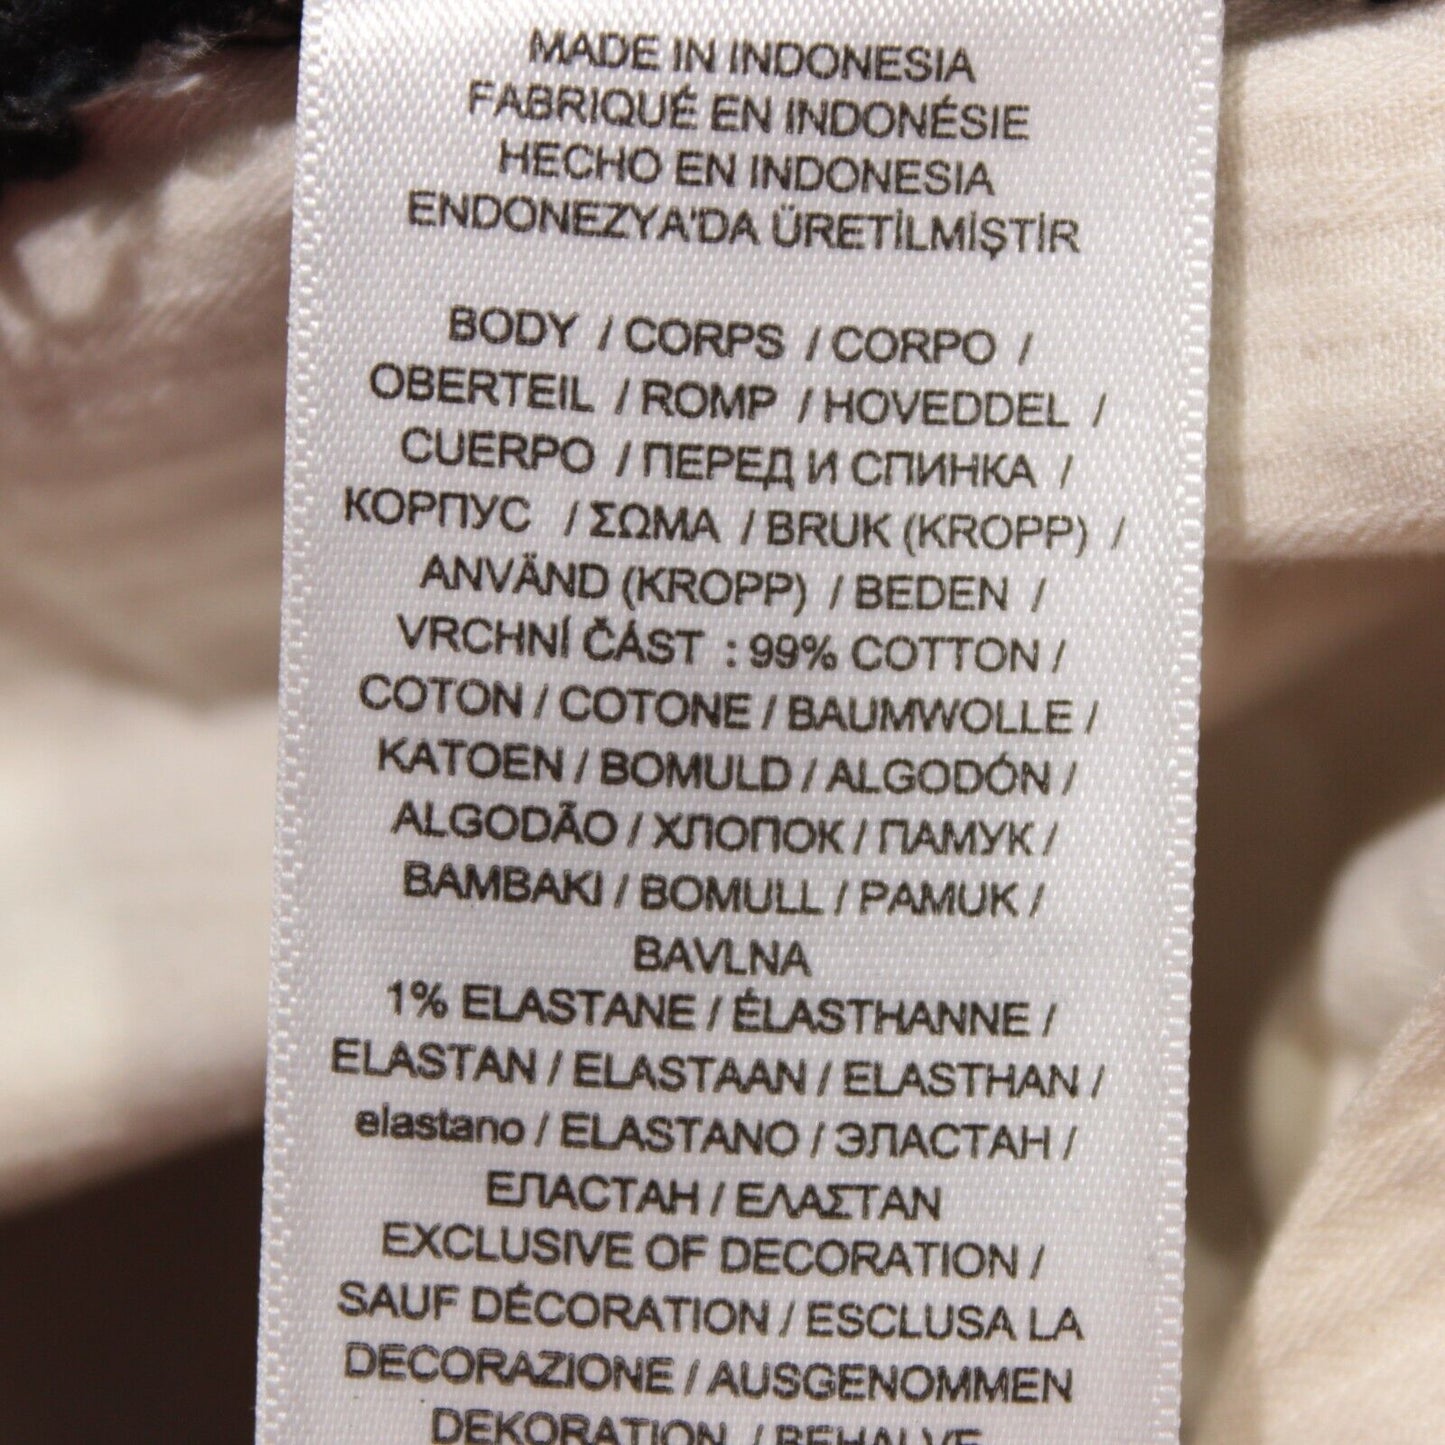 MADE IN INDONESIA
FABRIQUÉ EN INDONÉSIE
HECHO EN INDONESIA
ENDONEZYA'DA ÜRETİLMİŞTİR
BODY / CORPS / CORPO /
OBERTEIL / ROMP / HOVEDDEL /
CUERPO / ПЕРЕД И СПИНКА /
КОРПУС / ΣΩΜΑ / BRUK (KROPP) /
ANVÄND (KROPP) / BEDEN /
VRCHNÍ ČÁST : 99% COTTON /
COTON / COTONE / BAUMWOLLE /
KATOEN / BOMULD / ALGODÓN /
ALGODÃO / ХЛОПОК / ПАМУК /
BAMBAKI / BOMULL / PAMUK /
BAVLNA
1% ELASTANE / ÉLASTHANNE /
ELASTAN / ELASTAAN / ELASTHAN /
elastano / ELASTANO / ЭЛАСТАН /
ЕПАСТАН / ΕΛΑΣΤΑΝ
EXCLUSIVE OF DECORATION /
SAUF DÉCORATION / ESCLUSA LA
DECORAZIONE / AUSGENOMMEN
DEKORATION / BEHALVE